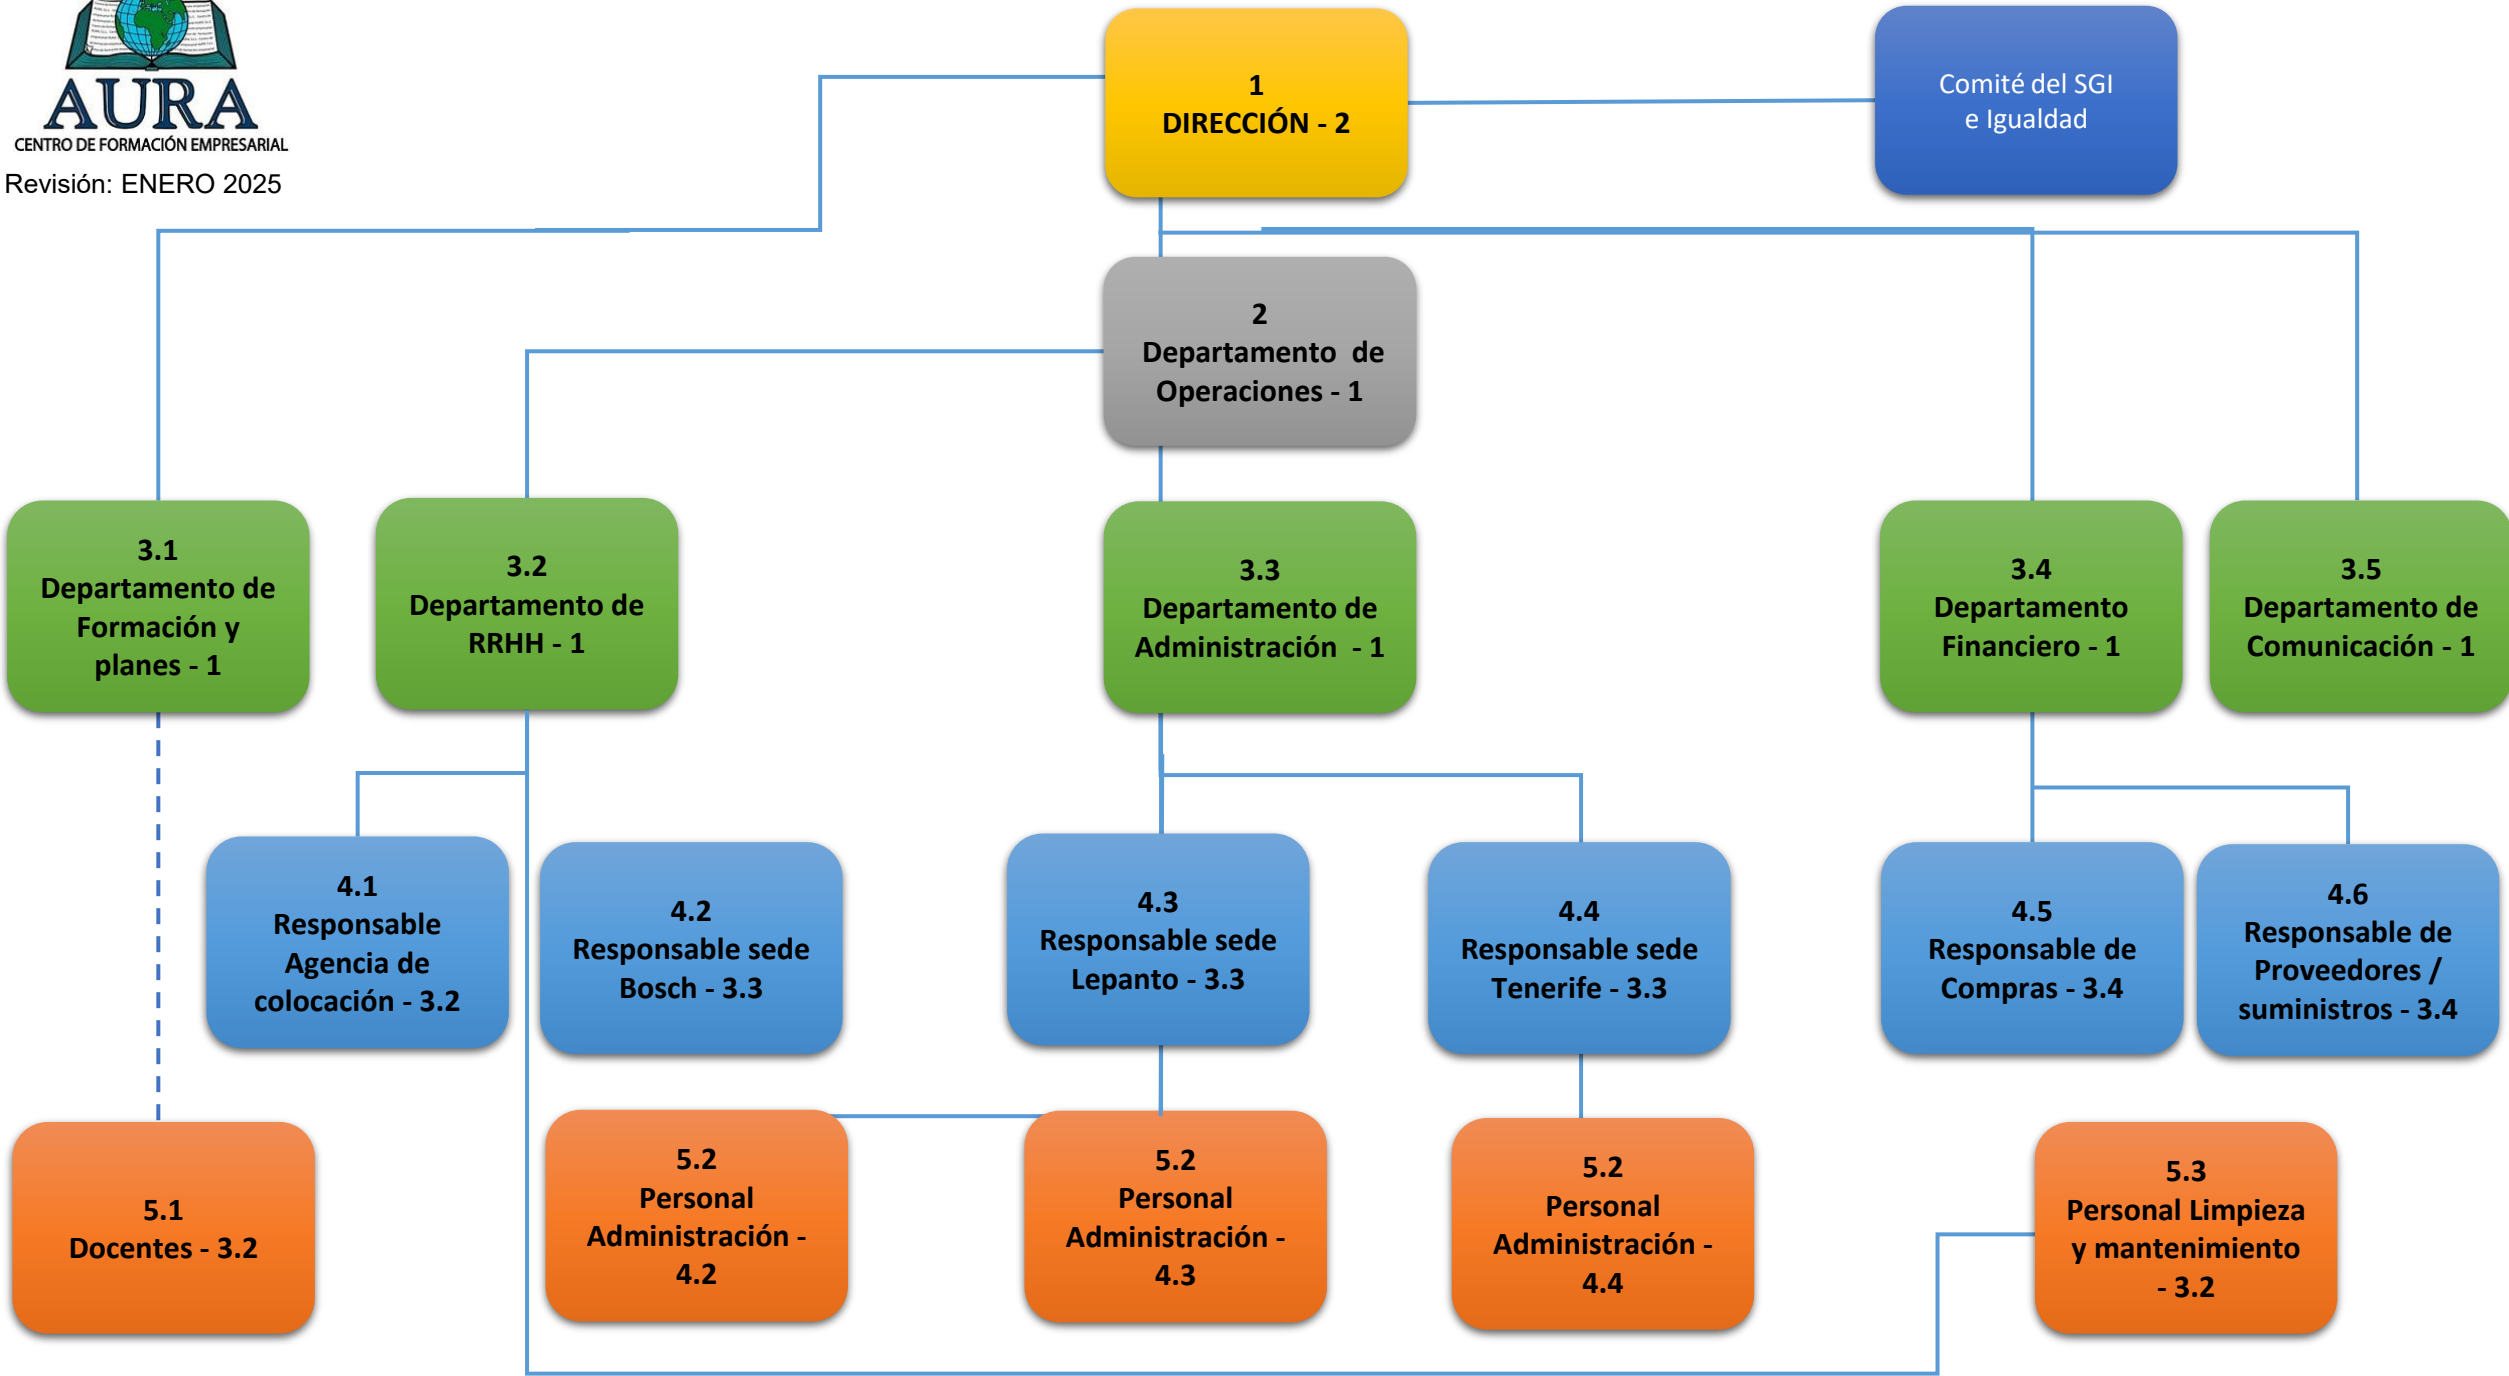 AURA
CENTRO DE FORMACIÓN EMPRESARIAL
Revisión: ENERO 2025
1
DIRECCIÓN - 2
Comité del SGI
e Igualdad
2
Departamento  de
Operaciones - 1
3.1
Departamento de
Formación y
planes - 1
3.2
Departamento de
RRHH - 1
3.3
Departamento de
Administración  - 1
3.4
Departamento
Financiero - 1
3.5
Departamento de
Comunicación - 1
4.1
Responsable
Agencia de
colocación - 3.2
4.2
Responsable sede
Bosch - 3.3
4.3
Responsable sede
Lepanto - 3.3
4.4
Responsable sede
Tenerife - 3.3
4.5
Responsable de
Compras - 3.4
4.6
Responsable de
Proveedores /
suministros - 3.4
5.1
Docentes - 3.2
5.2
Personal
Administración -
4.2
5.2
Personal
Administración -
4.3
5.2
Personal
Administración -
4.4
5.3
Personal Limpieza
y mantenimiento
- 3.2